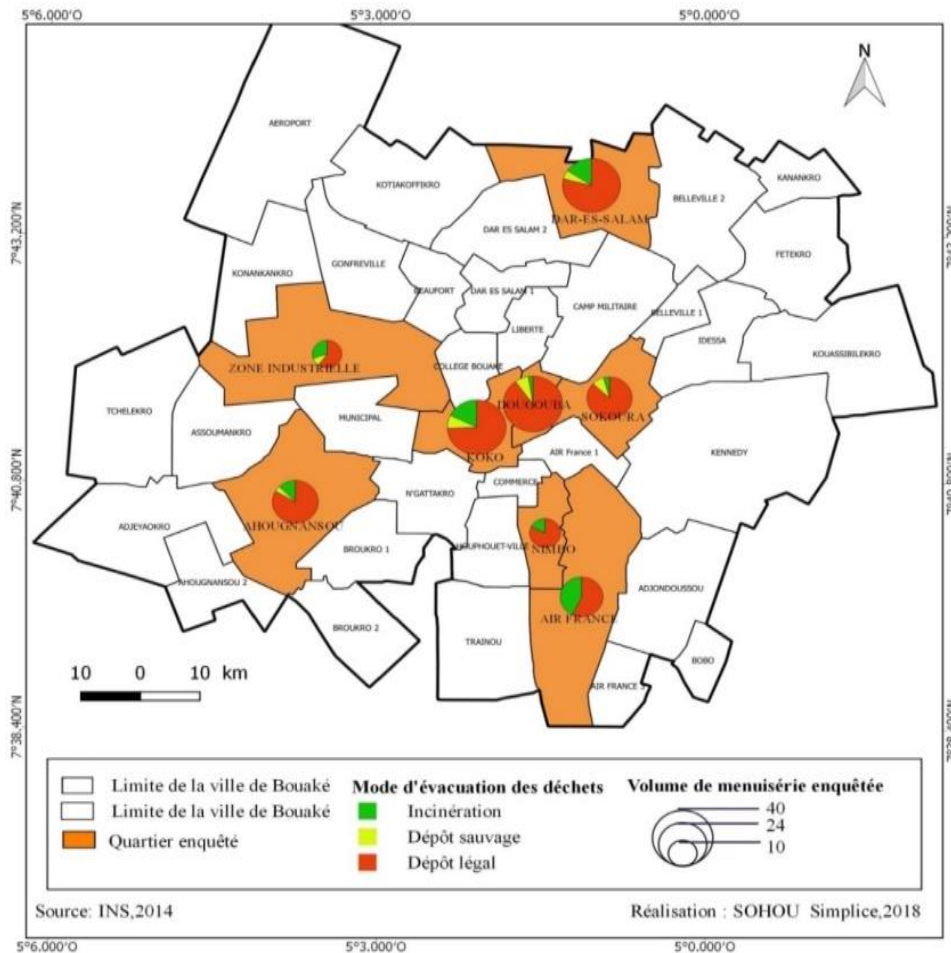 5°6.000'O 5°3.000'O 5°0.000'O
N
AEROPORT
KOTIAKOFFIKRO
BELLEVILLE 2
KANANKRO
DAR-ES-SALAM
DAR ES SALAM 2
7°43.200'N
GONFREVILLE
FETEKRO
KONANKANKRO
DAR ES SALAM 1
CAMP MILITAIRE
BELLEVILLE 1
LIBERTE
IDESSA
KOUASSIBILEKRO
ZONE INDUSTRIELLE
COLLEGE BOUAKE
TCHELEKRO
DOUGOUBA
SOKOURA
MUNICIPAL
ASSOUMANKRO
KOKO
AIR France 1
KENNEDY
7°40.800'N
COMMERCE
N'GATTAKRO
AHOUGNANSOU
ADJEYAOKRO
BROUKRO 1
HOUPHOUET-VILLE
NIMBO
AHOUGNANSOU 2
ADJONDOUSSOU
AIR FRANCE
BROUKRO 2
TRAINOU
BOBO
10 0 10 km
7°38.400'N
Limite de la ville de Bouaké
Limite de la ville de Bouaké
Quartier enquêté
Mode d'évacuation des déchets
Incinération
Dépôt sauvage
Dépôt légal
Volume de menuisérie enquêtée
40
24
10
Source: INS,2014
Réalisation : SOHOU Simplice,2018
5°6.000'O 5°3.000'O 5°0.000'O